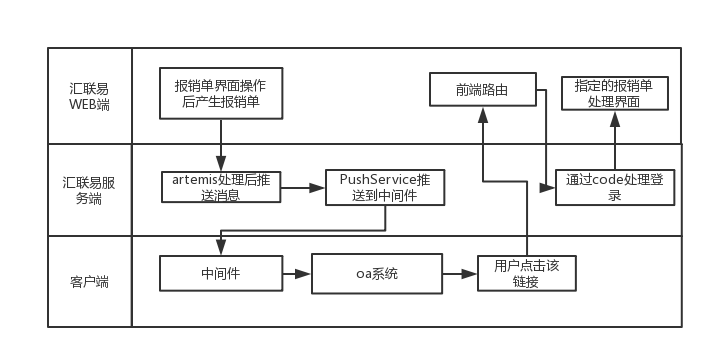 汇联易
WEB端
报销单界面操作
后产生报销单
前端路由
指定的报销单
处理界面
汇联易服
务端
artemis处理后推
送消息
PushService推
送到中间件
通过code处理登
录
客户端
中间件
oa系统
用户点击该
链接